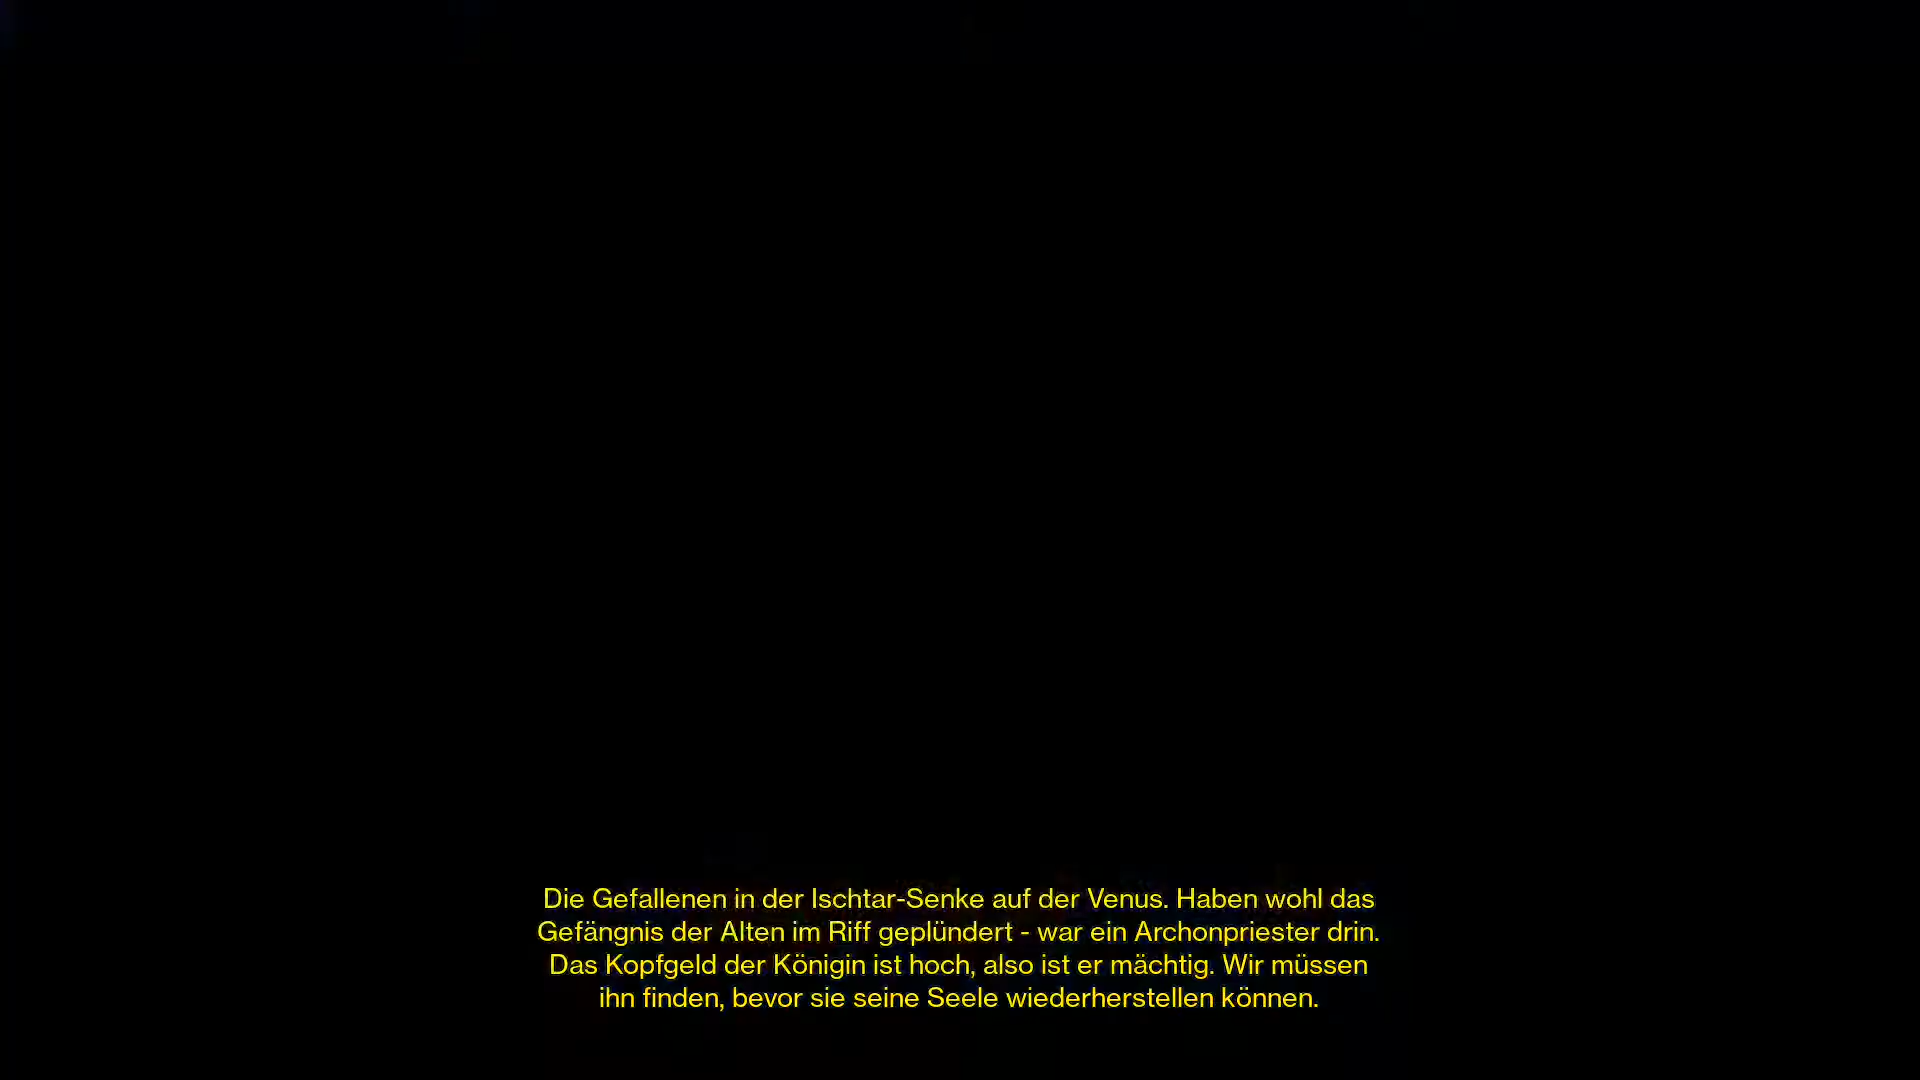 Die Gefallenen in der Ischtar-Senke auf der Venus. Haben wohl das
Gefängnis der Alten im Riff geplündert - war ein Archonpriester drin.
Das Kopfgeld der Königin ist hoch, also ist er mächtig. Wir müssen
ihn finden, bevor sie seine Seele wiederherstellen können.